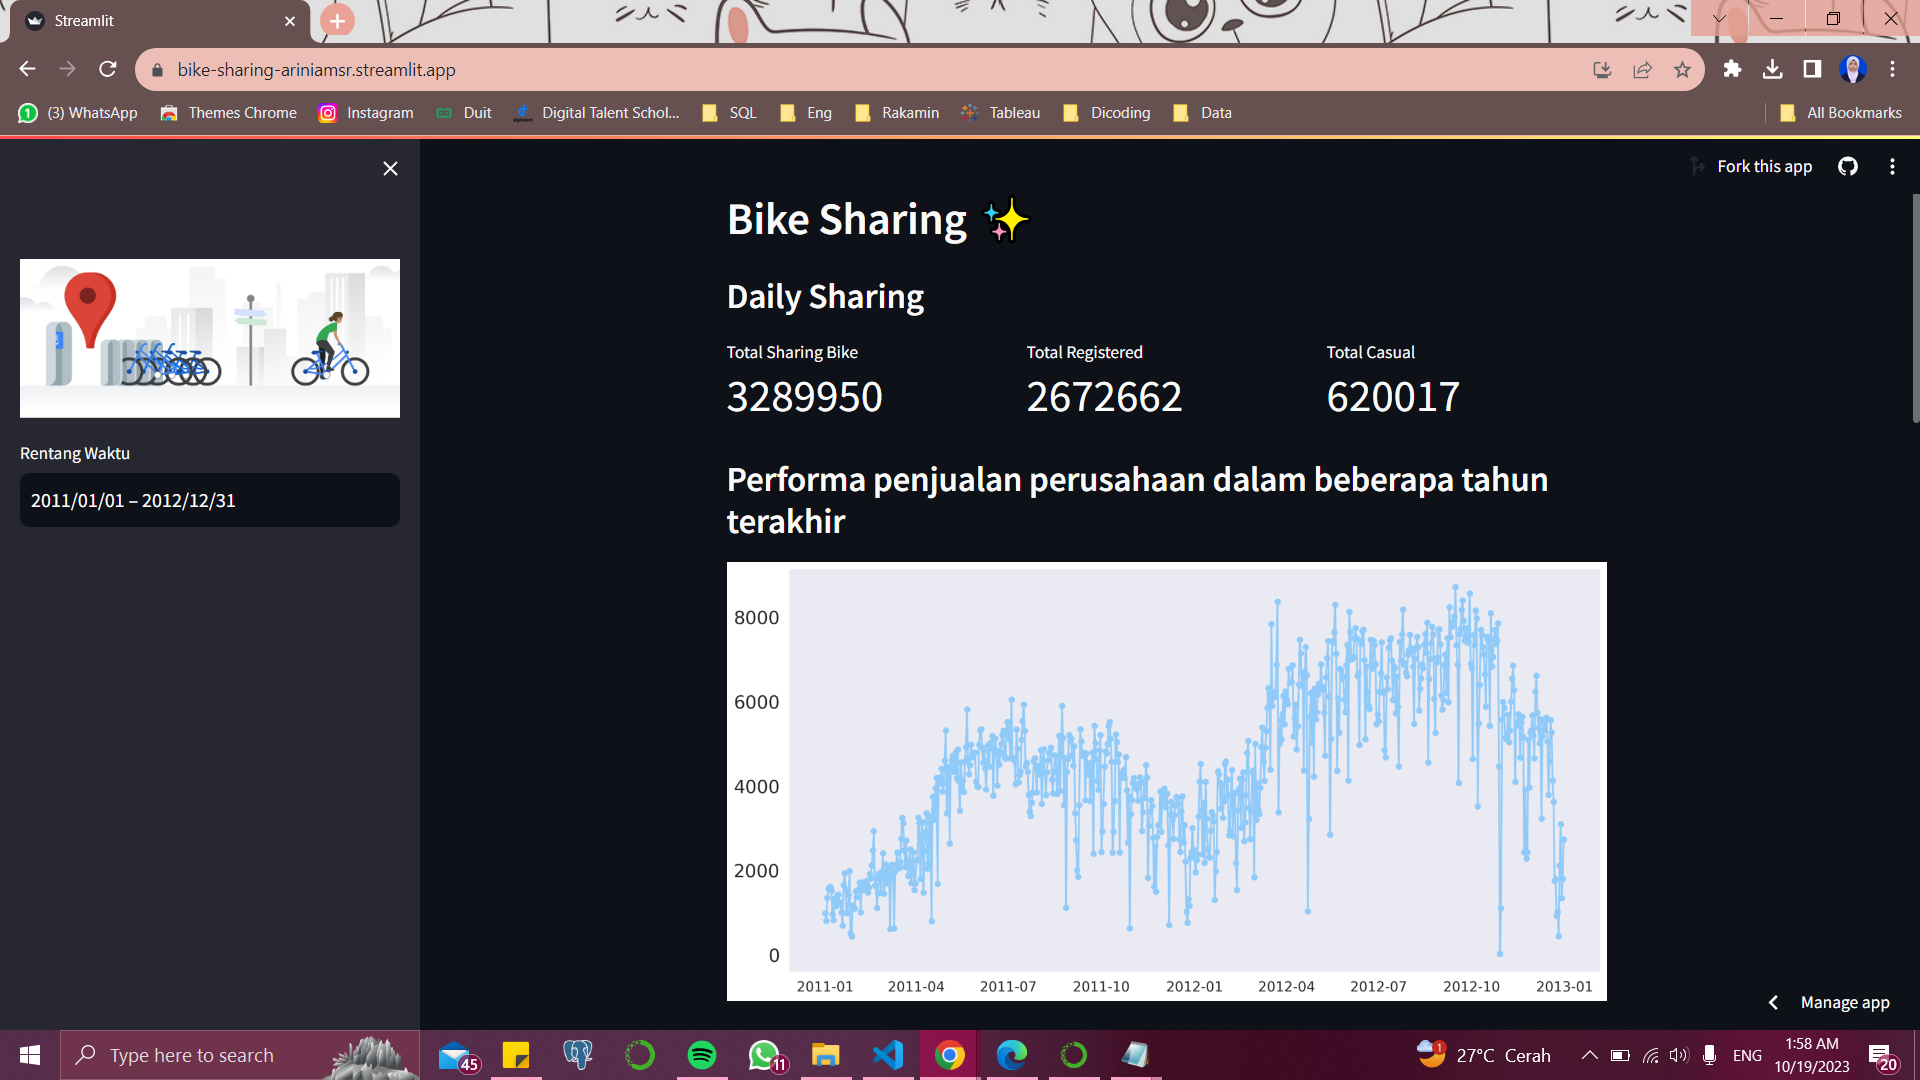 Streamlit
bike-sharing-ariniamsr.streamlit.app
(3) WhatsApp
Themes Chrome
Instagram
Duit
Digital Talent Schol...
SQL
Eng
Rakamin
Tableau
Dicoding
Data
All Bookmarks
Fork this app
Rentang Waktu
2011/01/01 – 2012/12/31
Bike Sharing ✨
Daily Sharing
Total Sharing Bike
3289950
Total Registered
2672662
Total Casual
620017
Performa penjualan perusahaan dalam beberapa tahun
terakhir
8000
6000
4000
2000
0
2011-01 2011-04 2011-07 2011-10 2012-01 2012-04 2012-07 2012-10 2013-01
Manage app
Type here to search
45
11
1
27°C Cerah
ENG
1:58 AM
10/19/2023
20